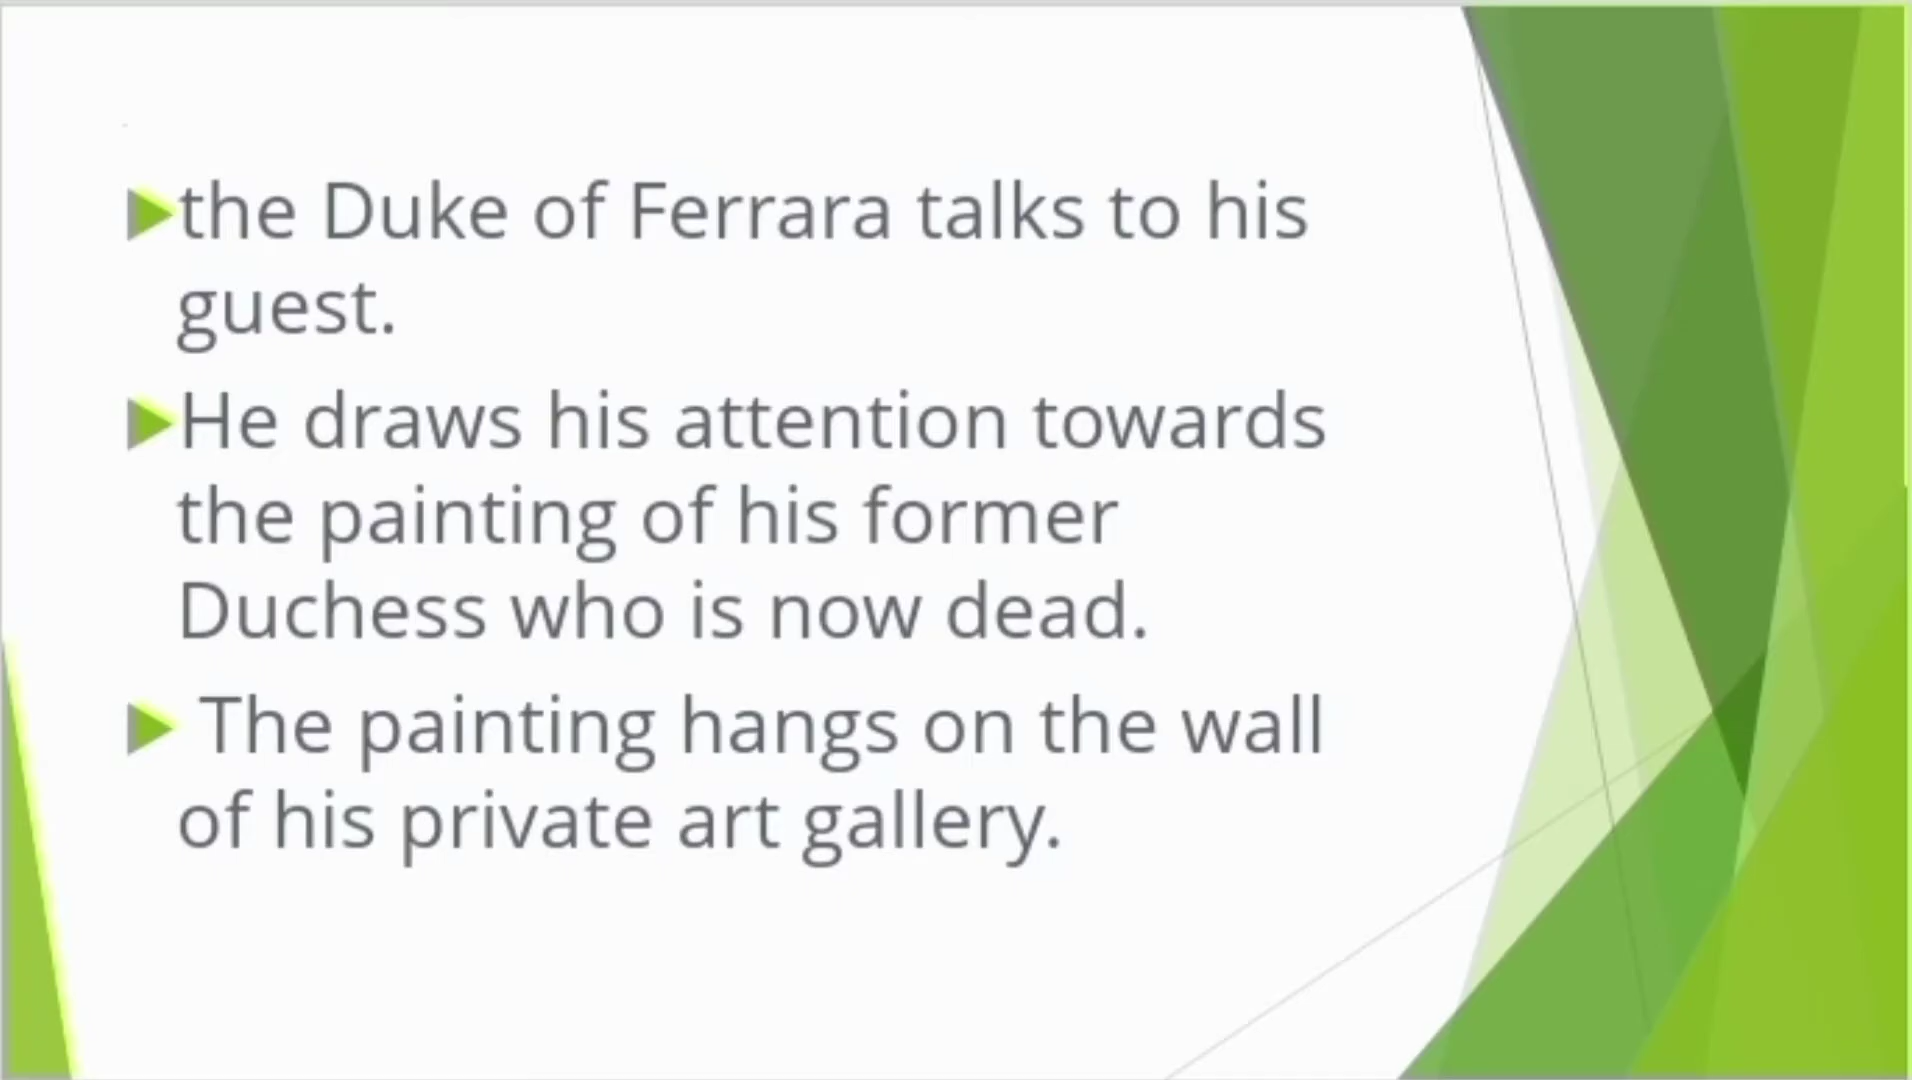 the Duke of Ferrara talks to his
guest.
He draws his attention towards
the painting of his former
Duchess who is now dead.
The painting hangs on the wall
of his private art gallery.